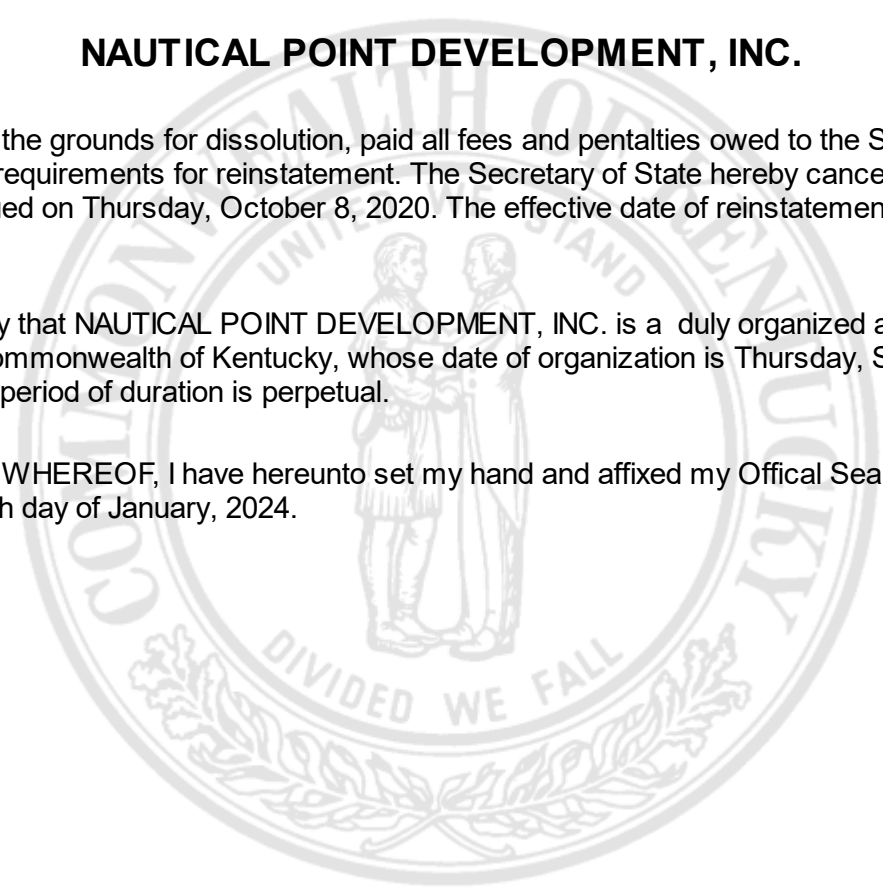 NAUTICAL POINT DEVELOPMENT, INC.
the grounds for dissolution, paid all fees and pentalties owed to the S
requirements for reinstatement. The Secretary of State hereby cance
ued on Thursday, October 8, 2020. The effective date of reinstatemen
y that NAUTICAL POINT DEVELOPMENT, INC. is a duly organized a
ommonwealth of Kentucky, whose date of organization is Thursday, S
period of duration is perpetual.
WHEREOF, I have hereunto set my hand and affixed my Offical Sea
h day of January, 2024.
COMMONWEALTH OF KENTUCKY
UNITED WE STAND
DIVIDED WE FALL